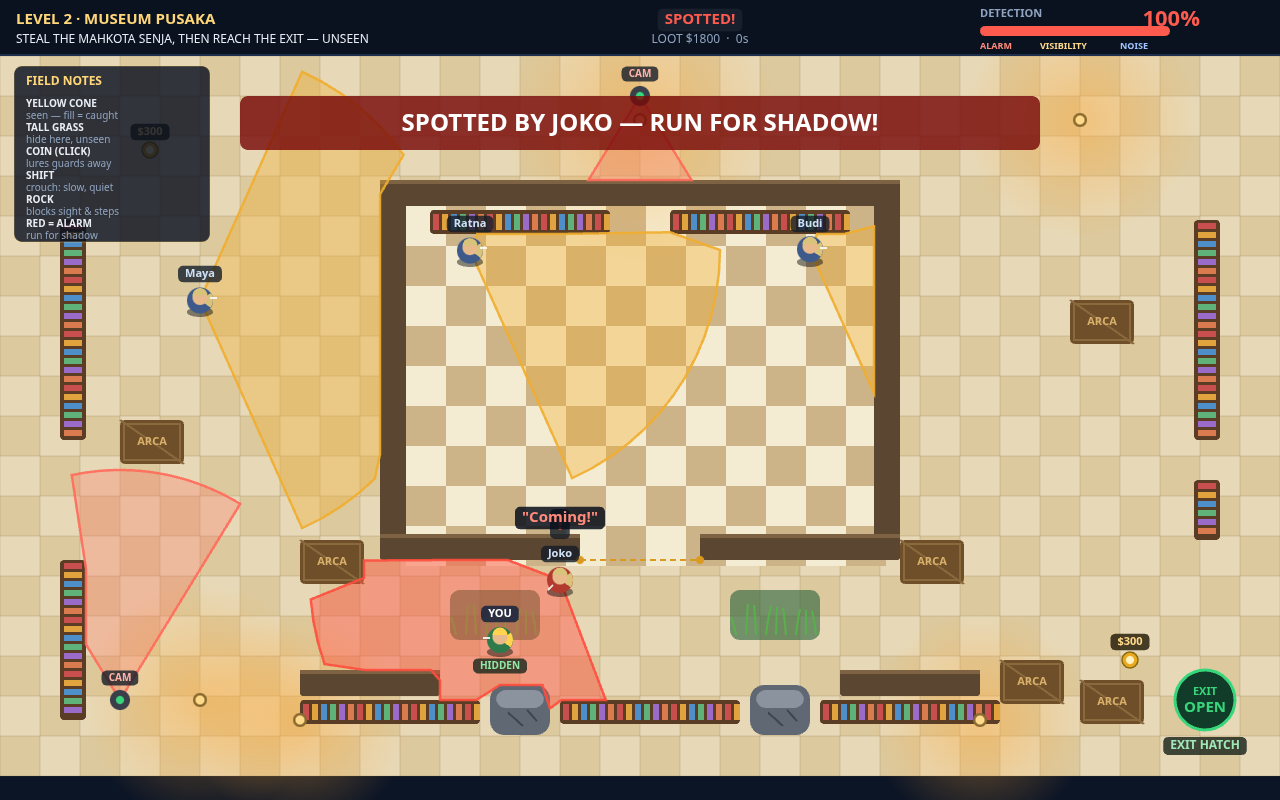 LEVEL 2 · MUSEUM PUSAKA
STEAL THE MAHKOTA SENJA, THEN REACH THE EXIT — UNSEEN
SPOTTED!
LOOT $1800 · 0s
DETECTION
100%
ALARM VISIBILITY NOISE
FIELD NOTES
YELLOW CONE
seen — fill = caught
TALL GRASS
hide here, unseen
COIN (CLICK)
lures guards away
SHIFT
crouch: slow, quiet
ROCK
blocks sight & steps
RED = ALARM
run for shadow
$300
CAM
SPOTTED BY JOKO — RUN FOR SHADOW!
Ratna
Budi
Maya
ARCA
ARCA
"Coming!"
Joko
ARCA
ARCA
YOU
HIDDEN
$300
CAM
ARCA
ARCA
EXIT
OPEN
EXIT HATCH